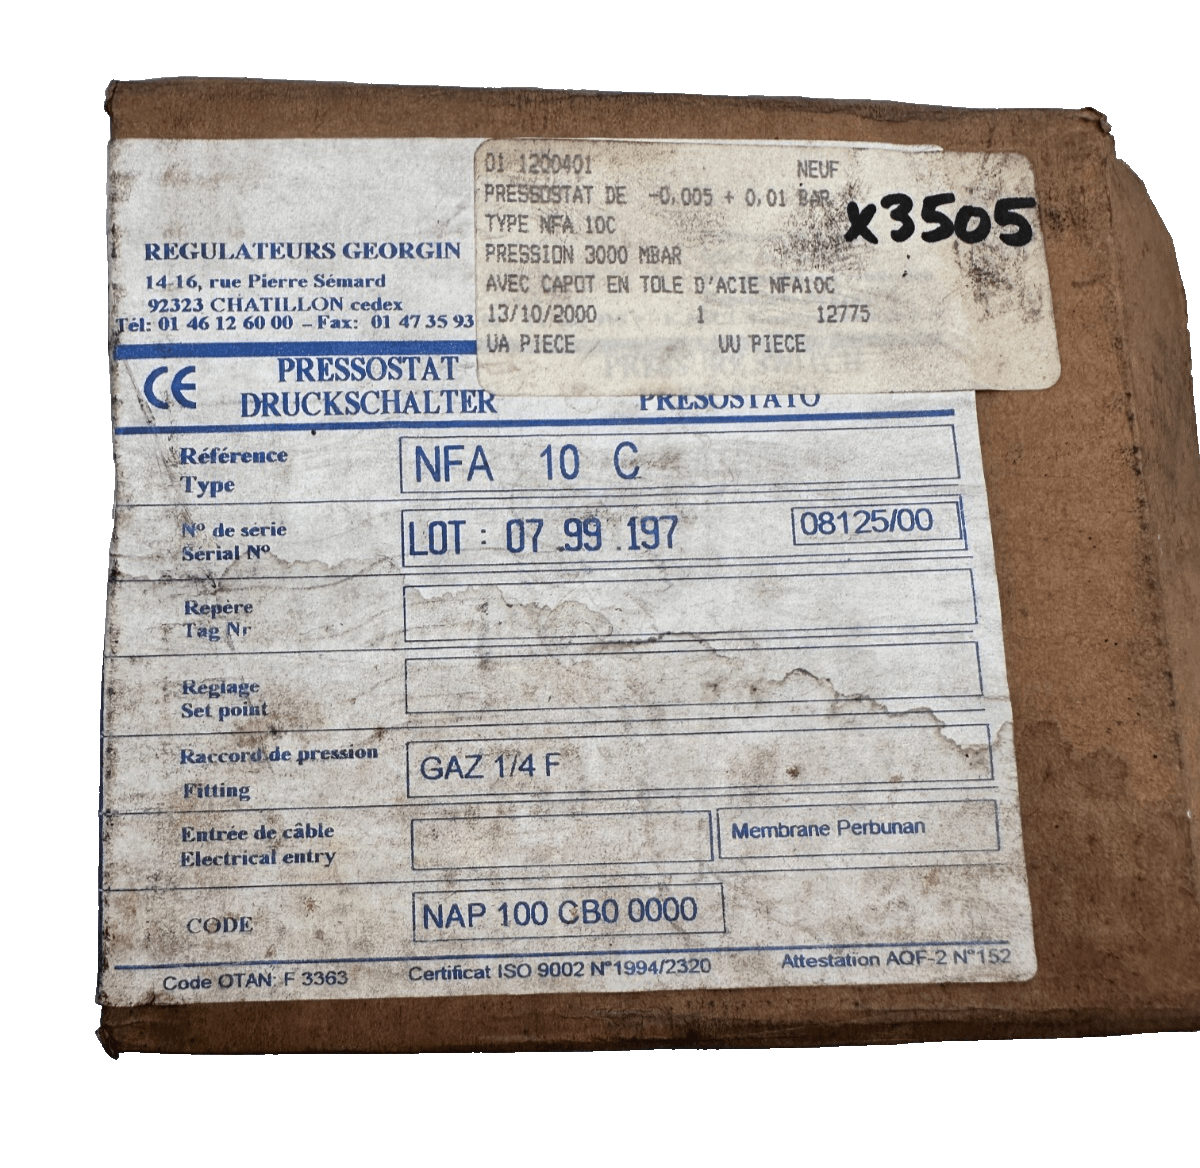 01 1200401 NEUF
PRESSOSTAT DE -0,005 + 0,01 BAR
TYPE NFA 10C
PRESSION 3000 MBAR
AVEC CAPOT EN TOLE D'ACIE NFA10C
13/10/2000 1 12775
UA PIECE UU PIECE
x3505
REGULATEURS GEORGIN
14-16, rue Pierre Sémard
92323 CHATILLON cedex
Tél: 01 46 12 60 00 – Fax: 01 47 35 93
CE
PRESSOSTAT
DRUCKSCHALTER PRESOSTATO
Référence
Type
NFA 10 C
Nº de serie
Serial Nº
LOT : 07 .99 .197 08125/00
Repère
Tag Nr
Reglage
Set point
Raccord de pression
Fitting
GAZ 1/4 F
Entrée de câble
Electrical entry
Membrane Perbunan
CODE
NAP 100 CB0 0000
Code OTAN: F 3363 Certificat ISO 9002 N°1994/2320 Attestation AQF-2 N°152